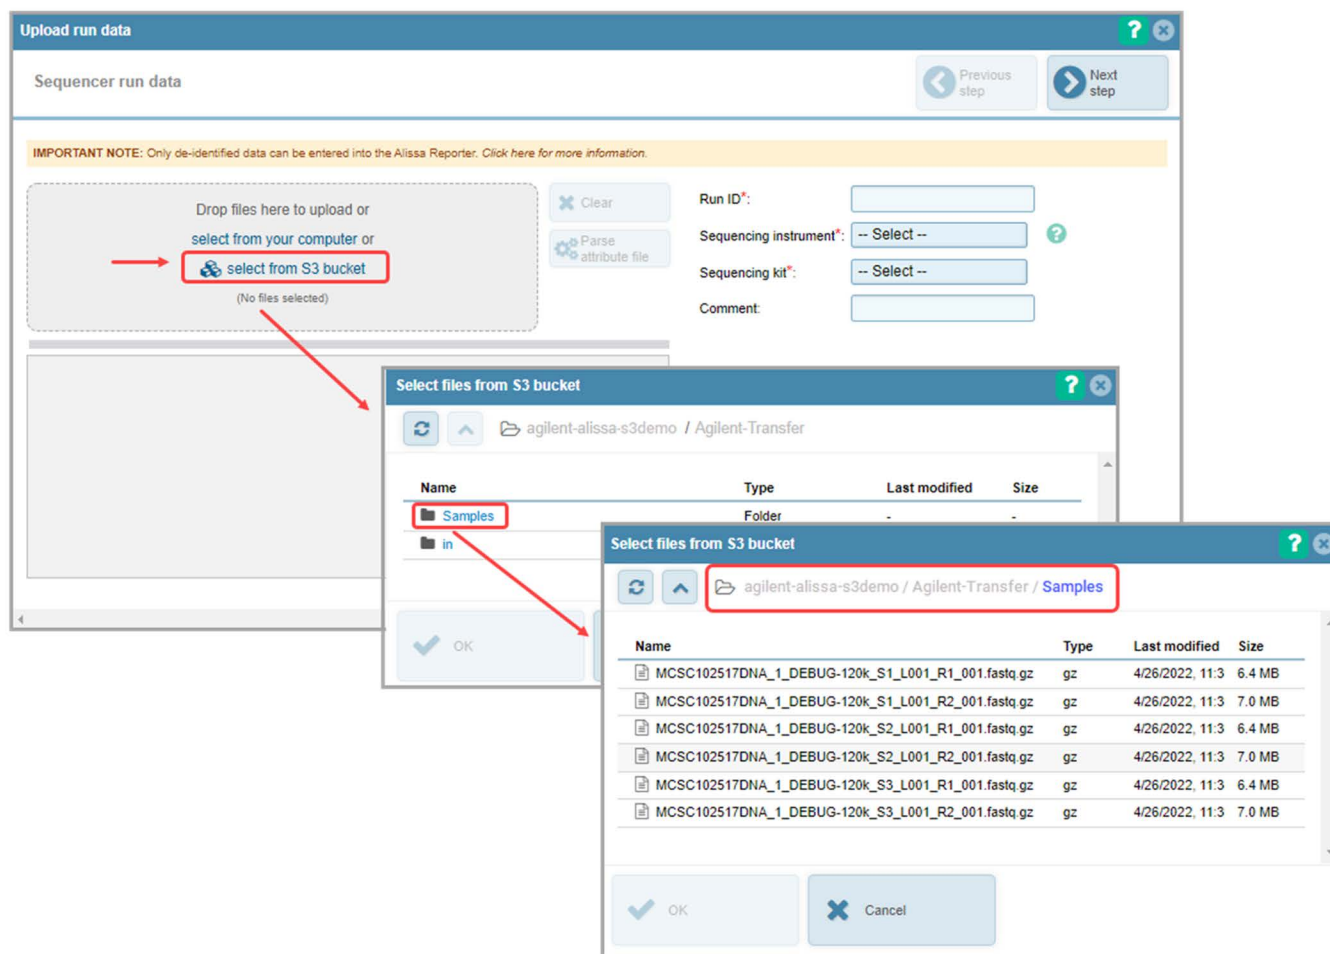 Upload run data
?
Sequencer run data
Previous step
Next step
IMPORTANT NOTE: Only de-identified data can be entered into the Alissa Reporter. Click here for more information.
Drop files here to upload or
select from your computer or
select from S3 bucket
(No files selected)
Clear
Parse attribute file
Run ID*:
Sequencing instrument*: -- Select -- ?
Sequencing kit*: -- Select --
Comment:
Select files from S3 bucket
?
agilent-alissa-s3demo / Agilent-Transfer
Name Type Last modified Size
Samples Folder - -
in
OK
Select files from S3 bucket
?
agilent-alissa-s3demo / Agilent-Transfer / Samples
Name Type Last modified Size
MCSC102517DNA_1_DEBUG-120k_S1_L001_R1_001.fastq.gz gz 4/26/2022, 11:3 6.4 MB
MCSC102517DNA_1_DEBUG-120k_S1_L001_R2_001.fastq.gz gz 4/26/2022, 11:3 7.0 MB
MCSC102517DNA_1_DEBUG-120k_S2_L001_R1_001.fastq.gz gz 4/26/2022, 11:3 6.4 MB
MCSC102517DNA_1_DEBUG-120k_S2_L001_R2_001.fastq.gz gz 4/26/2022, 11:3 7.0 MB
MCSC102517DNA_1_DEBUG-120k_S3_L001_R1_001.fastq.gz gz 4/26/2022, 11:3 6.4 MB
MCSC102517DNA_1_DEBUG-120k_S3_L001_R2_001.fastq.gz gz 4/26/2022, 11:3 7.0 MB
OK
Cancel